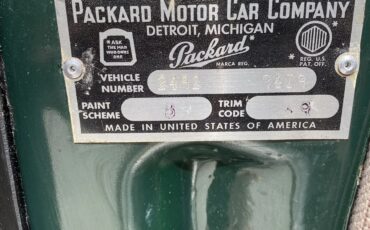 PACKARD MOTOR CAR COMPANY
DETROIT, MICHIGAN
"ASK THE MAN WHO OWNS ONE"
Packard
MARCA REG.
REG. U.S. PAT. OFF.
VEHICLE NUMBER
PAINT SCHEME
TRIM CODE
MADE IN UNITED STATES OF AMERICA